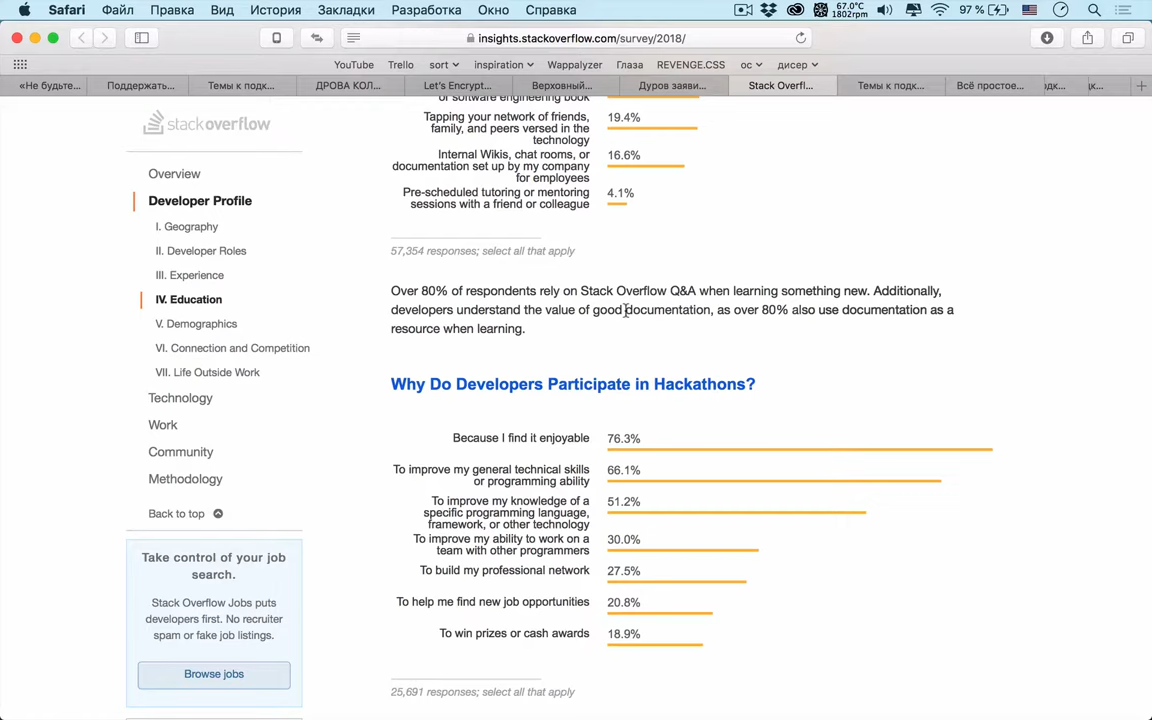 Safari Файл Правка Вид История Закладки Разработка Окно Справка 67.0°C 1802rpm 97 %
insights.stackoverflow.com/survey/2018/
YouTube Trello sort inspiration Wappalyzer Глаза REVENGE.CSS ос дисер
«Не будьте... Поддержать... Темы к подк... ДРОВА КОЛ... Let's Encrypt... Верховный... Дуров заяви... Stack Overfl... Темы к подк... Всё простое... одк... к...
stackoverflow
Overview
Developer Profile
I. Geography
II. Developer Roles
III. Experience
IV. Education
V. Demographics
VI. Connection and Competition
VII. Life Outside Work
Technology
Work
Community
Methodology
Back to top
Take control of your job
search.
Stack Overflow Jobs puts
developers first. No recruiter
spam or fake job listings.
Browse jobs
or software engineering book
Tapping your network of friends,
family, and peers versed in the
technology
19.4%
Internal Wikis, chat rooms, or
documentation set up by my company
for employees
16.6%
Pre-scheduled tutoring or mentoring
sessions with a friend or colleague
4.1%
57,354 responses; select all that apply
Over 80% of respondents rely on Stack Overflow Q&A when learning something new. Additionally,
developers understand the value of good documentation, as over 80% also use documentation as a
resource when learning.
Why Do Developers Participate in Hackathons?
Because I find it enjoyable 76.3%
To improve my general technical skills
or programming ability
66.1%
To improve my knowledge of a
specific programming language,
framework, or other technology
51.2%
To improve my ability to work on a
team with other programmers
30.0%
To build my professional network 27.5%
To help me find new job opportunities 20.8%
To win prizes or cash awards 18.9%
25,691 responses; select all that apply